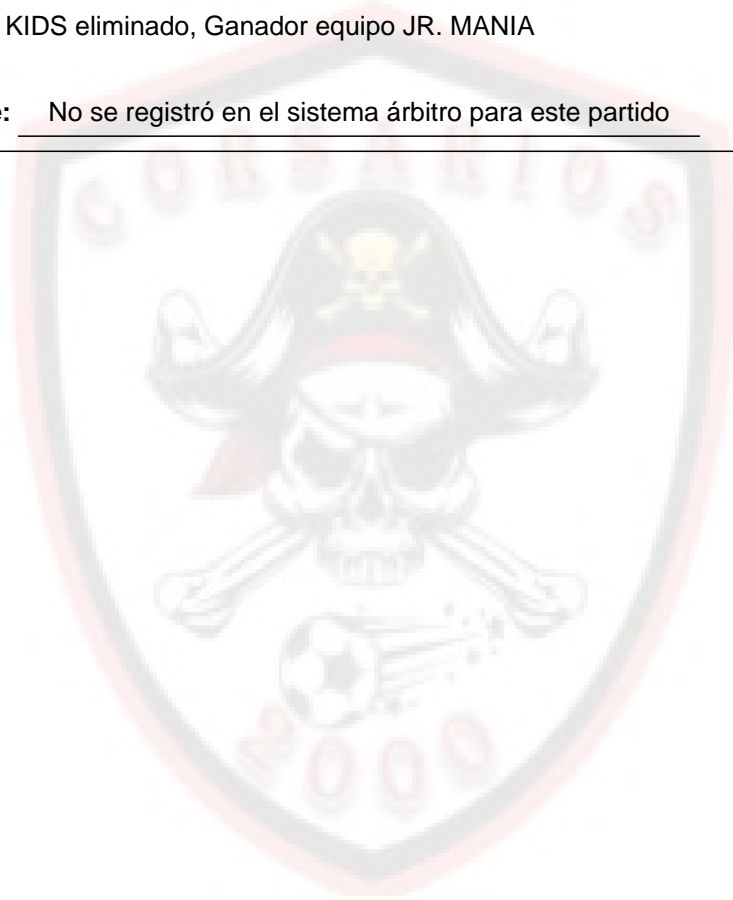 KIDS eliminado, Ganador equipo JR. MANIA
: No se registró en el sistema árbitro para este partido
CORSARIOS
2000